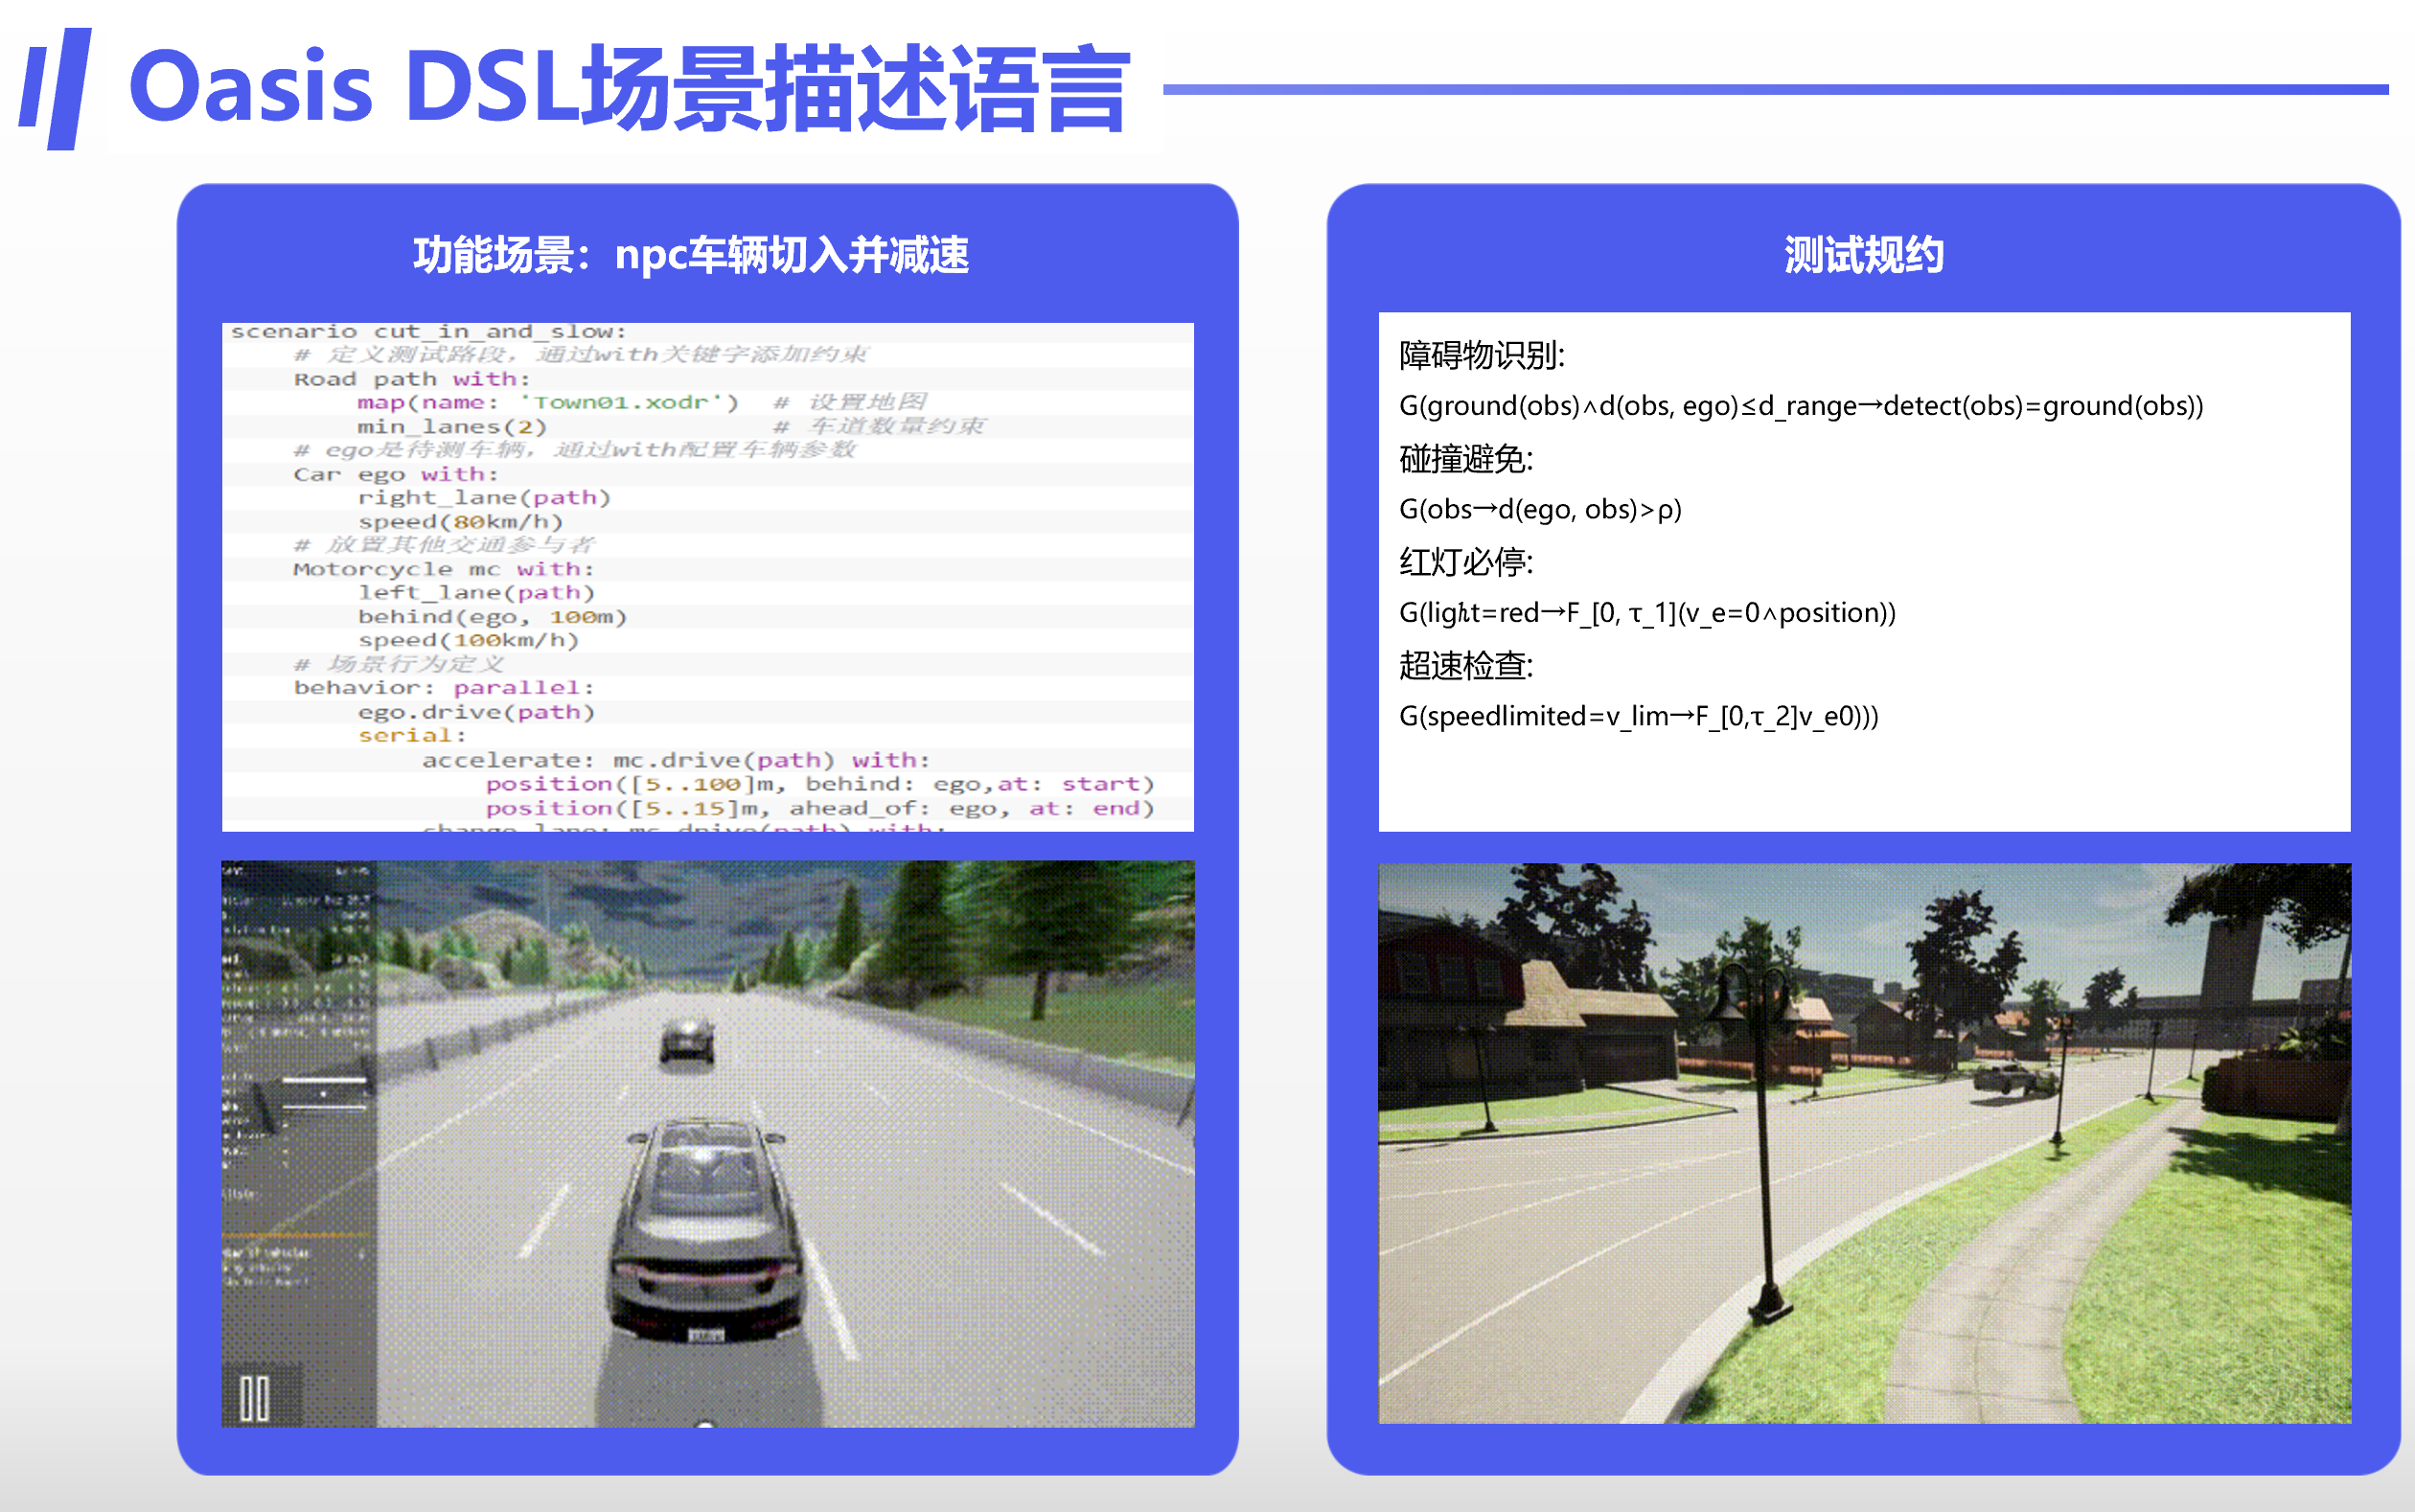 Oasis DSL场景描述语言
功能场景：npc车辆切入并减速
scenario cut_in_and_slow:
# 定义测试路段，通过with关键字添加约束
Road path with:
map(name: 'Town01.xodr') # 设置地图
min_lanes(2) # 车道数量约束
# ego是待测车辆，通过with配置车辆参数
Car ego with:
right_lane(path)
speed(80km/h)
# 放置其他交通参与者
Motorcycle mc with:
left_lane(path)
behind(ego, 100m)
speed(100km/h)
# 场景行为定义
behavior: parallel:
ego.drive(path)
serial:
accelerate: mc.drive(path) with:
position([5..100]m, behind: ego,at: start)
position([5..15]m, ahead_of: ego, at: end)
change_lane: mc.drive(path) with:
测试规约
障碍物识别:
G(ground(obs)∧d(obs, ego)≤d_range→detect(obs)=ground(obs))
碰撞避免:
G(obs→d(ego, obs)>ρ)
红灯必停:
G(ligℎt=red→F_[0, τ_1](v_e=0∧position))
超速检查:
G(speedlimited=v_lim→F_[0,τ_2]v_e0)))